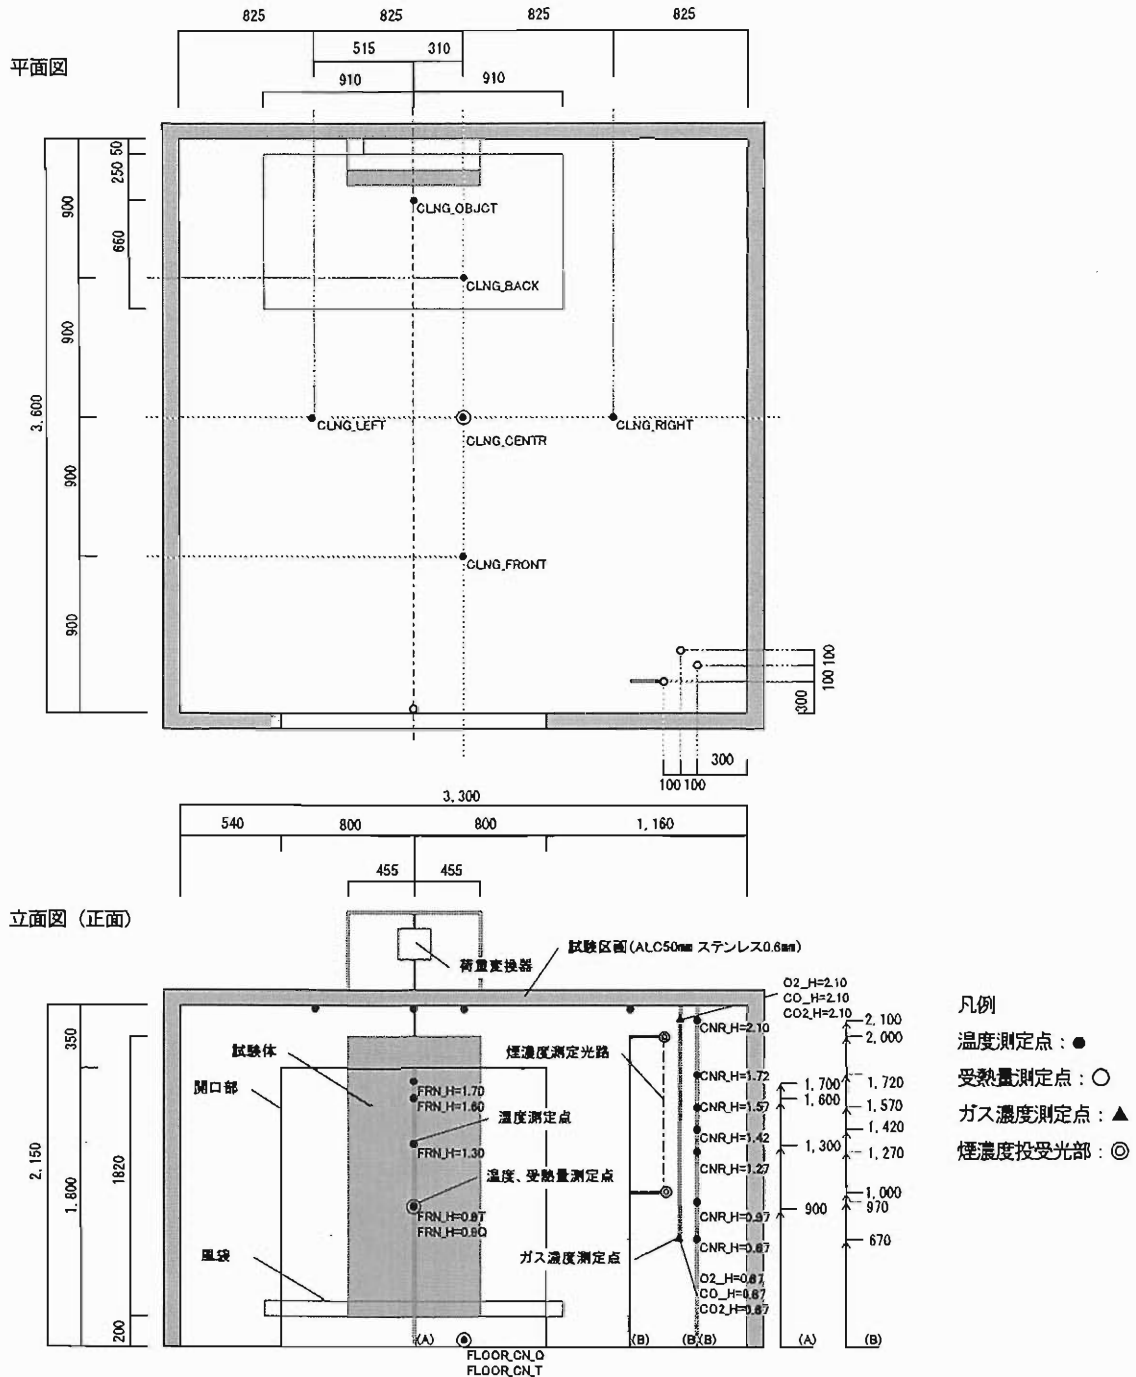 825 825 825 825
515 310
平面図
910 910
50
250
900
660
CLNG_OBJCT
CLNG_BACK
900
3,600
CLNG_LEFT
CLNG_CENTR
CLNG_RIGHT
900
CLNG_FRONT
900
100
100
300
300
100 100
3,300
540 800 800 1,160
455 455
立面図 (正面)
試験区画(ALC50mm ステンレス0.6mm)
荷重変換器
O2_H=2.10
CO_H=2.10
CO2_H=2.10
凡例
350
試験体
煙濃度測定光路
CNR_H=2.10
2,100
2,000
温度測定点：●
開口部
FRN_H=1.70
FRN_H=1.60
CNR_H=1.72
1,700
1,720
受熱量測定点：○
1,600
CNR_H=1.57
1,570
温度測定点
ガス濃度測定点：▲
CNR_H=1.42
1,420
2,150
1,800
1820
FRN_H=1.30
1,300
CNR_H=1.27
1,270
煙濃度投受光部：◎
温度、受熱量測定点
1,000
FRN_H=0.9T
FRN_H=0.9Q
CNR_H=0.97
900
970
風袋
ガス濃度測定点
CNR_H=0.67
670
O2_H=0.67
CO_H=0.67
CO2_H=0.67
200
(A) (B) (B) (B) (A) (B)
FLOOR_CN_Q
FLOOR_CN_T